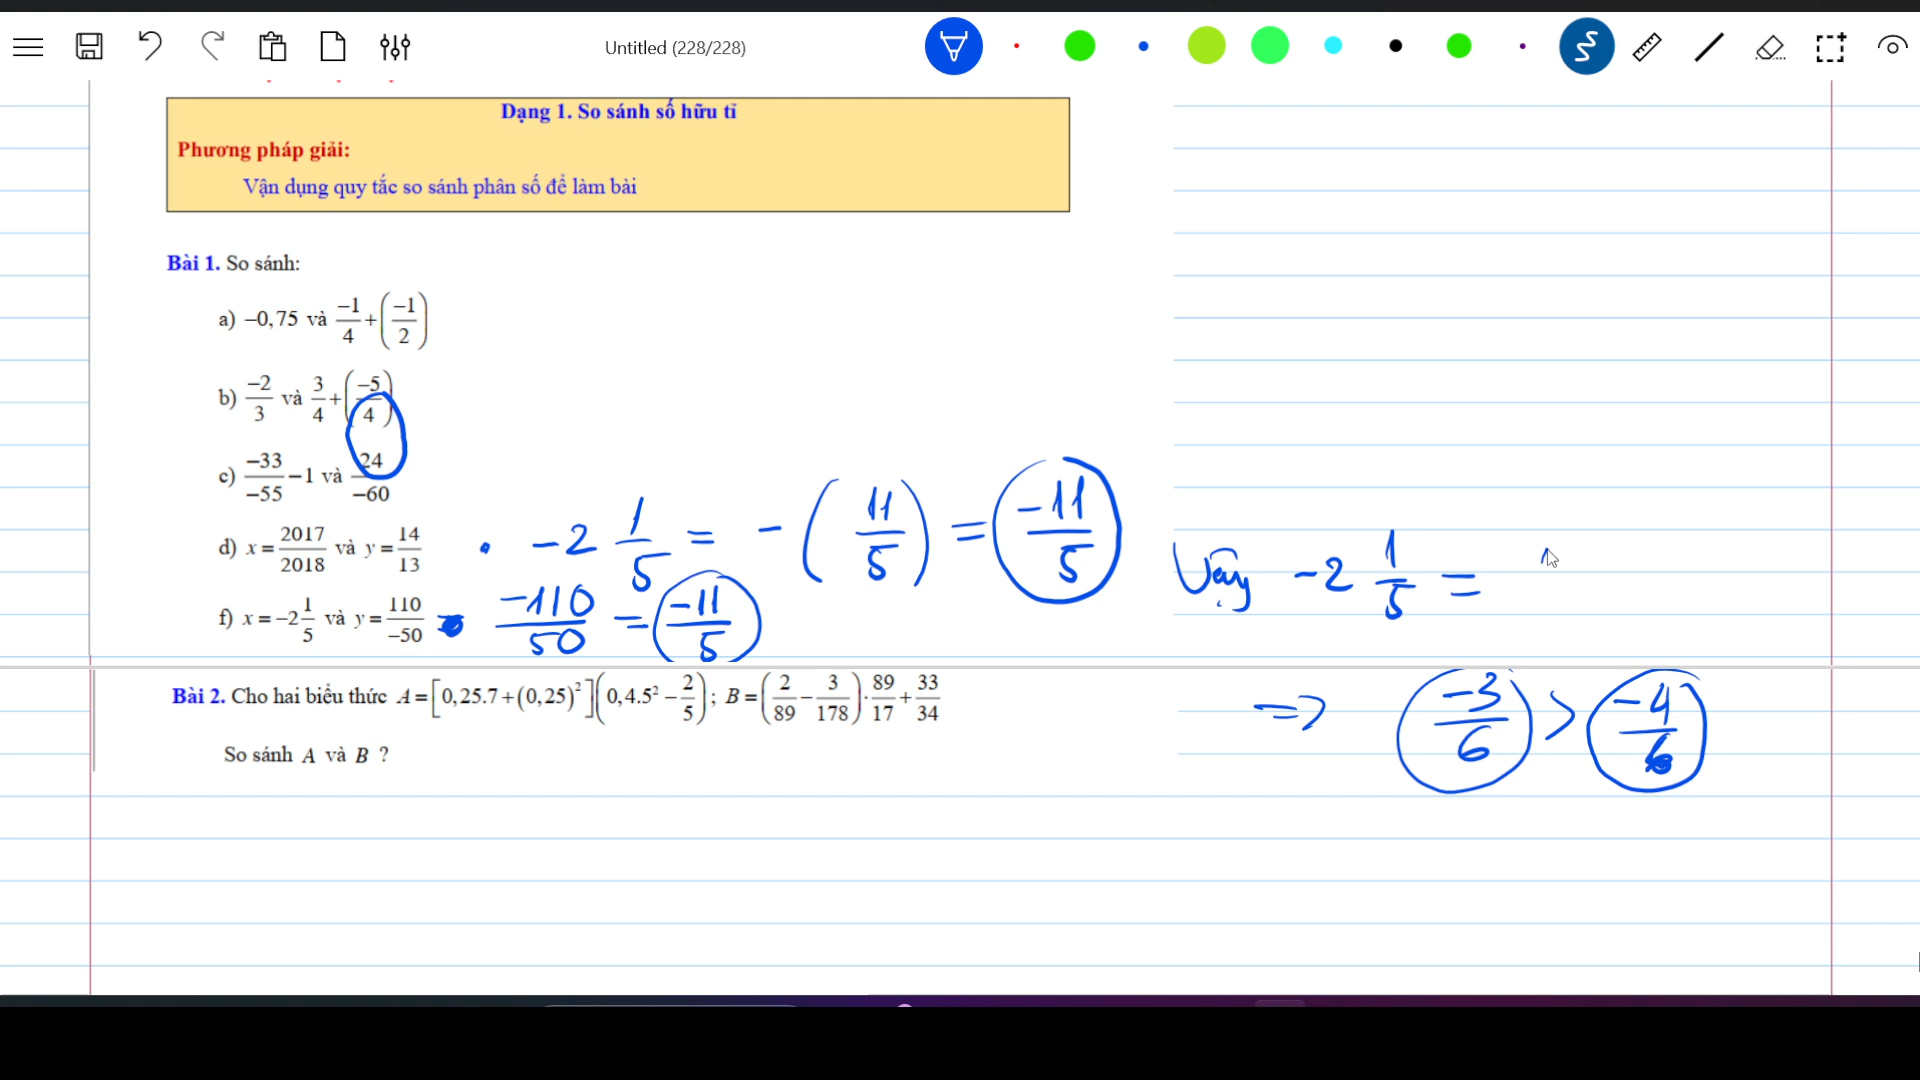 Untitled (228/228)
Dạng 1. So sánh số hữu tỉ
Phương pháp giải:
Vận dụng quy tắc so sánh phân số để làm bài
Bài 1. So sánh:
a) −0,75 và −1/4 + (−1/2)
b) −2/3 và 3/4 + (−5/4)
c) −33/−55 − 1 và 24/−60
d) x = 2017/2018 và y = 14/13
f) x = −2 1/5 và y = 110/−50
• −2 1/5 = −(11/5) = −11/5
−110/50 = −11/5
Vậy −2 1/5 =
Bài 2. Cho hai biểu thức A = [0,25.7 + (0,25)²](0,4.5² − 2/5); B = (2/89 − 3/178).89/17 + 33/34
So sánh A và B ?
=> −3/6 > −4/6